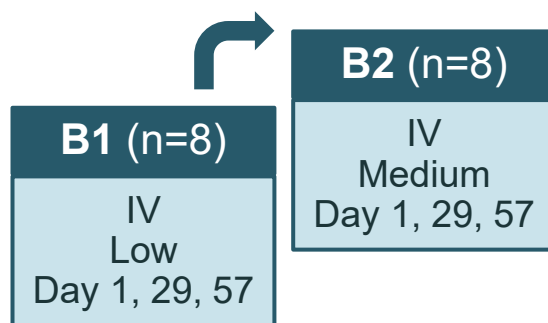 B1 (n=8)
IV
Low
Day 1, 29, 57
B2 (n=8)
IV
Medium
Day 1, 29, 57